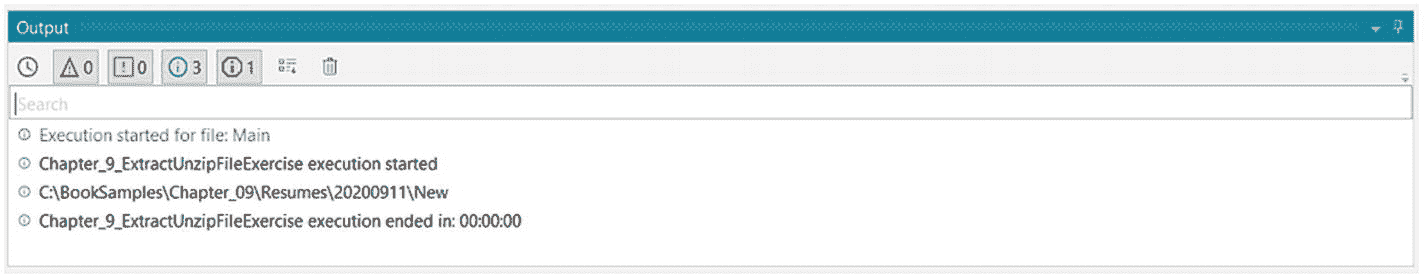 Output
0 0 3 1
Search
Execution started for file: Main
Chapter_9_ExtractUnzipFileExercise execution started
C:\BookSamples\Chapter_09\Resumes\20200911\New
Chapter_9_ExtractUnzipFileExercise execution ended in: 00:00:00